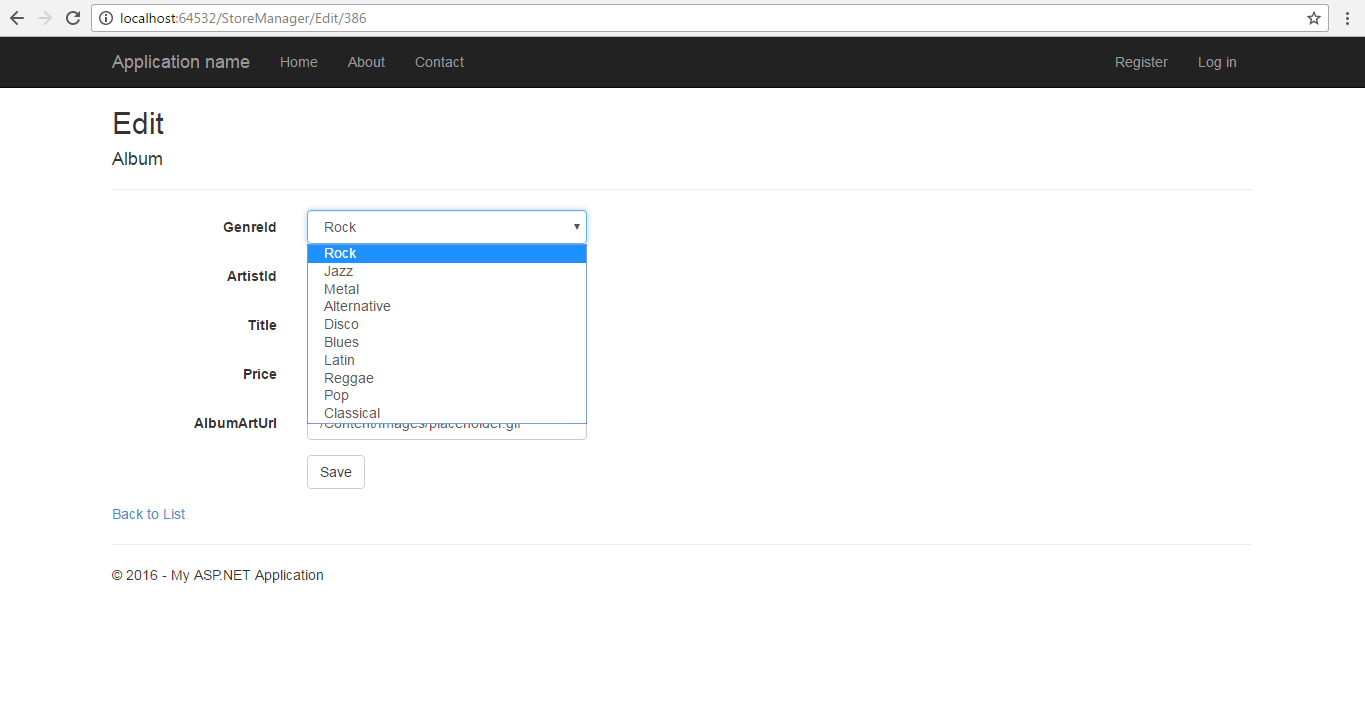 localhost:64532/StoreManager/Edit/386
Application name Home About Contact Register Log in
Edit
Album
GenreId Rock
Rock
Jazz
ArtistId
Metal
Alternative
Title
Disco
Blues
Latin
Price
Reggae
Pop
Classical
AlbumArtUrl /Content/Images/placeholder.gif
Save
Back to List
© 2016 - My ASP.NET Application